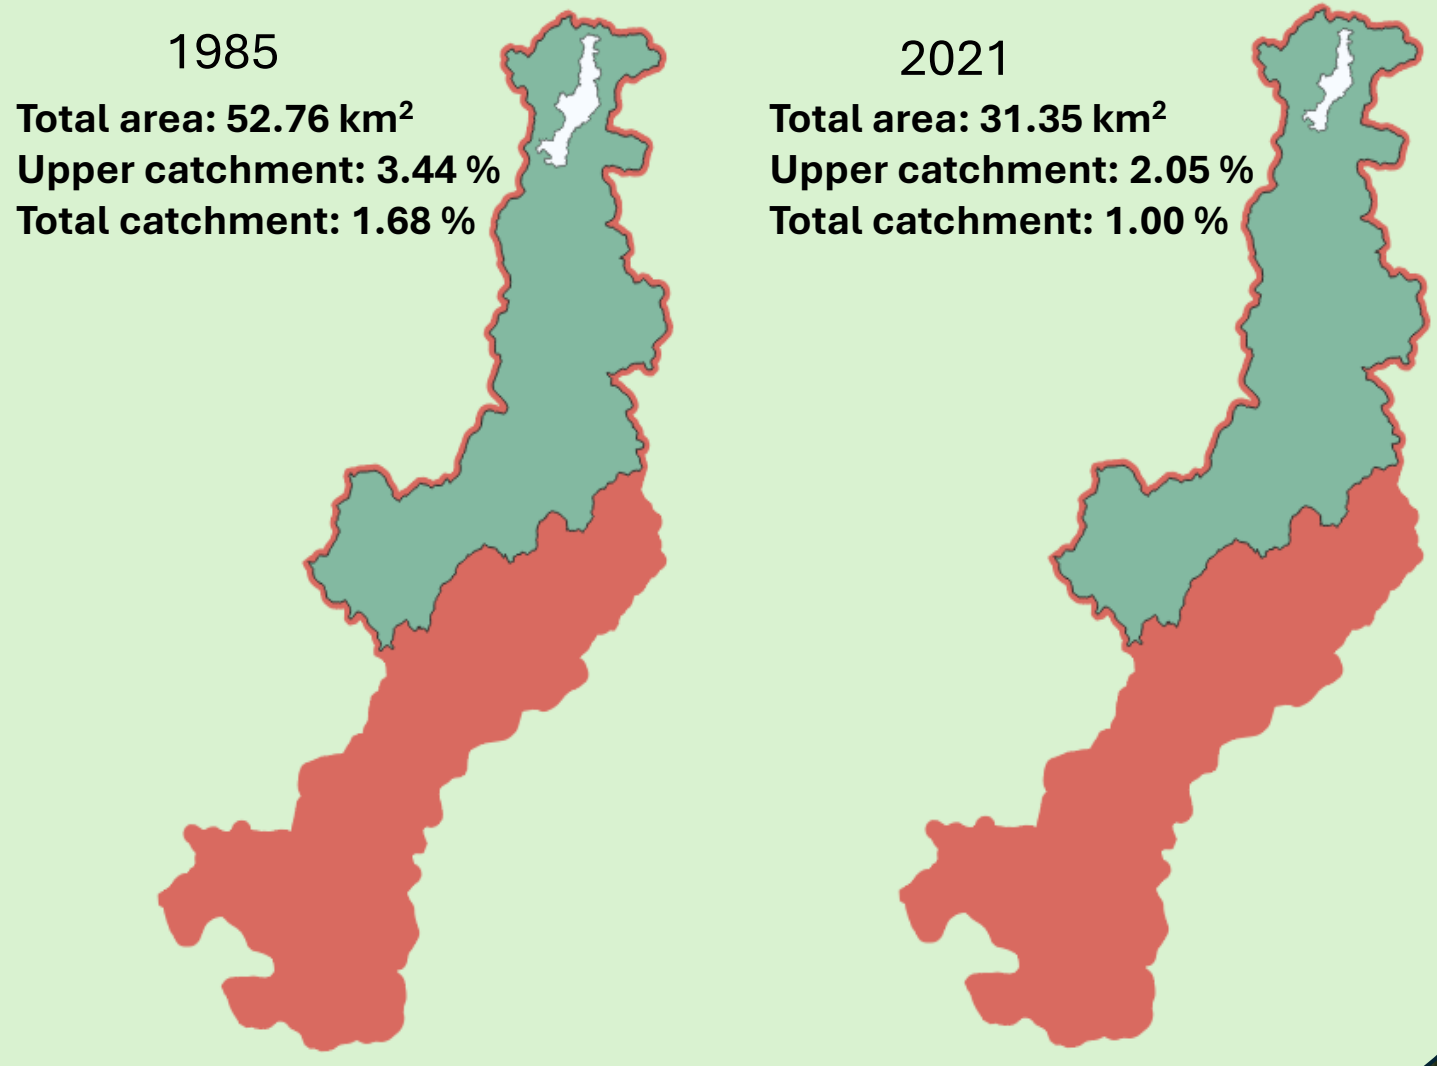 1985
Total area: 52.76 km²
Upper catchment: 3.44 %
Total catchment: 1.68 %
2021
Total area: 31.35 km²
Upper catchment: 2.05 %
Total catchment: 1.00 %